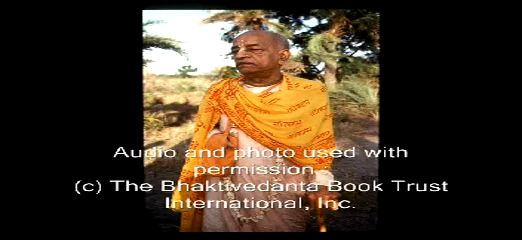 Audio and photo used with
permission.
(c) The Bhaktivedanta Book Trust
International, Inc.